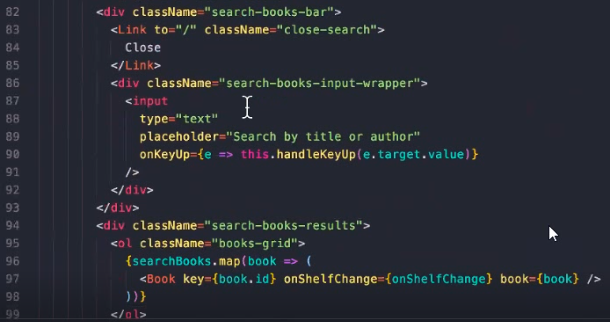 82 <div className="search-books-bar">
83 <Link to="/" className="close-search">
84 Close
85 </Link>
86 <div className="search-books-input-wrapper">
87 <input
88 type="text"
89 placeholder="Search by title or author"
90 onKeyUp={e => this.handleKeyUp(e.target.value)}
91 />
92 </div>
93 </div>
94 <div className="search-books-results">
95 <ol className="books-grid">
96 {searchBooks.map(book => (
97 <Book key={book.id} onShelfChange={onShelfChange} book={book} />
98 ))}
99 </ol>